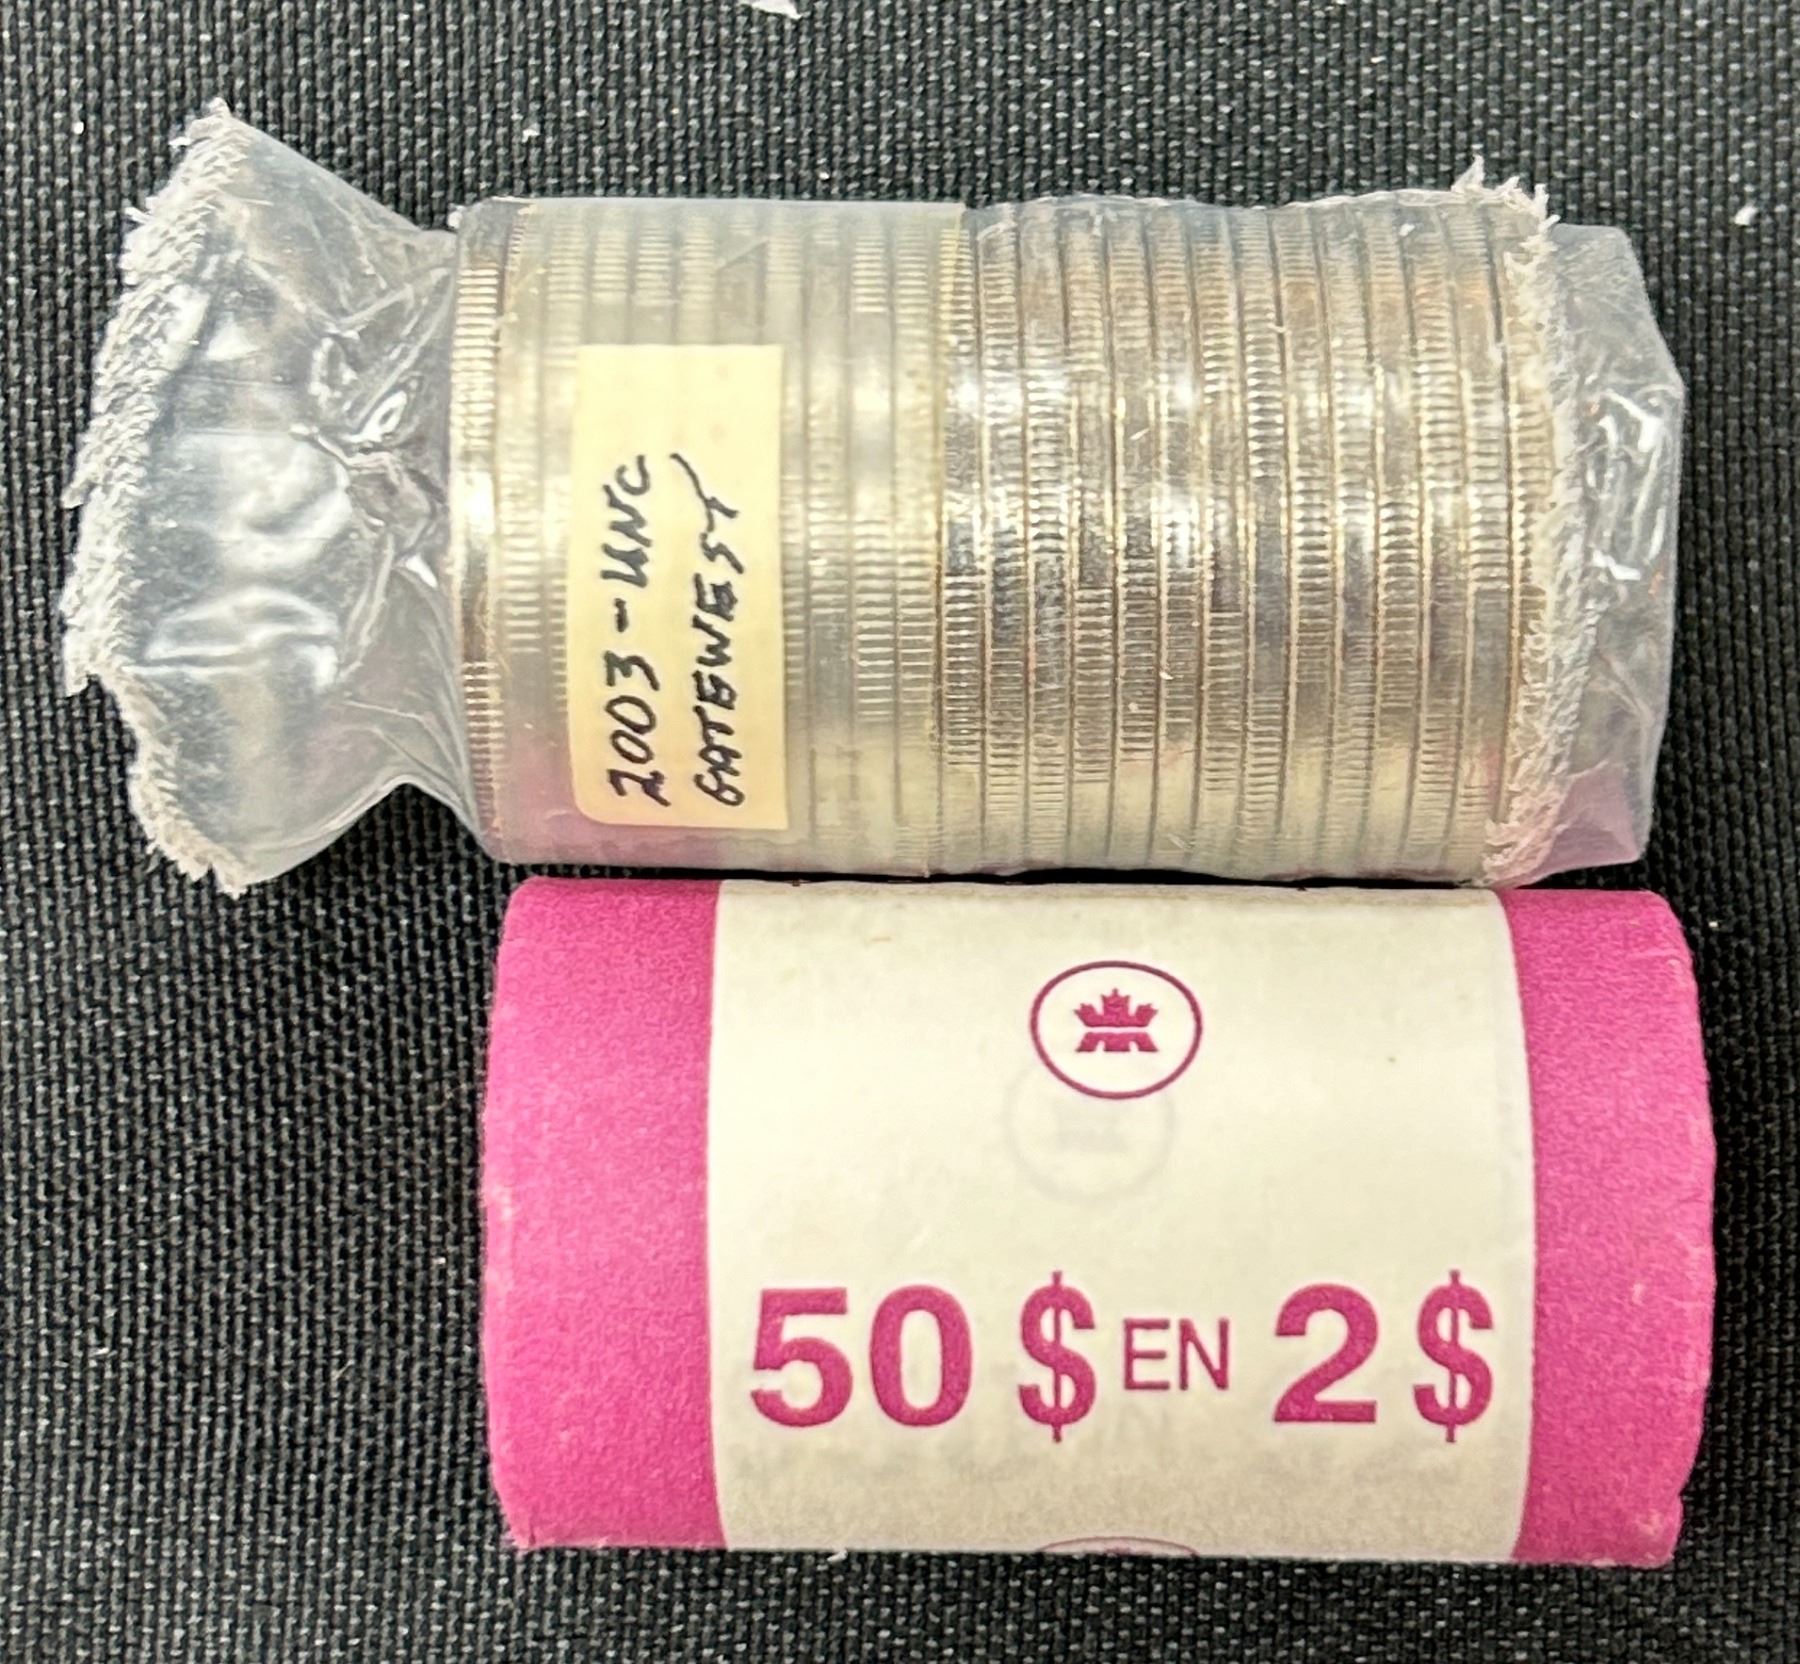 2003-UNC
GATEWEST
50 $ EN 2 $